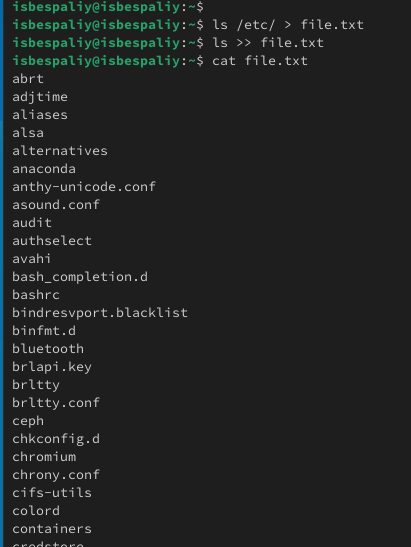 isbespaliy@isbespaliy:~$
isbespaliy@isbespaliy:~$ ls /etc/ > file.txt
isbespaliy@isbespaliy:~$ ls >> file.txt
isbespaliy@isbespaliy:~$ cat file.txt
abrt
adjtime
aliases
alsa
alternatives
anaconda
anthy-unicode.conf
asound.conf
audit
authselect
avahi
bash_completion.d
bashrc
bindresvport.blacklist
binfmt.d
bluetooth
brlapi.key
brltty
brltty.conf
ceph
chkconfig.d
chromium
chrony.conf
cifs-utils
colord
containers
credstore